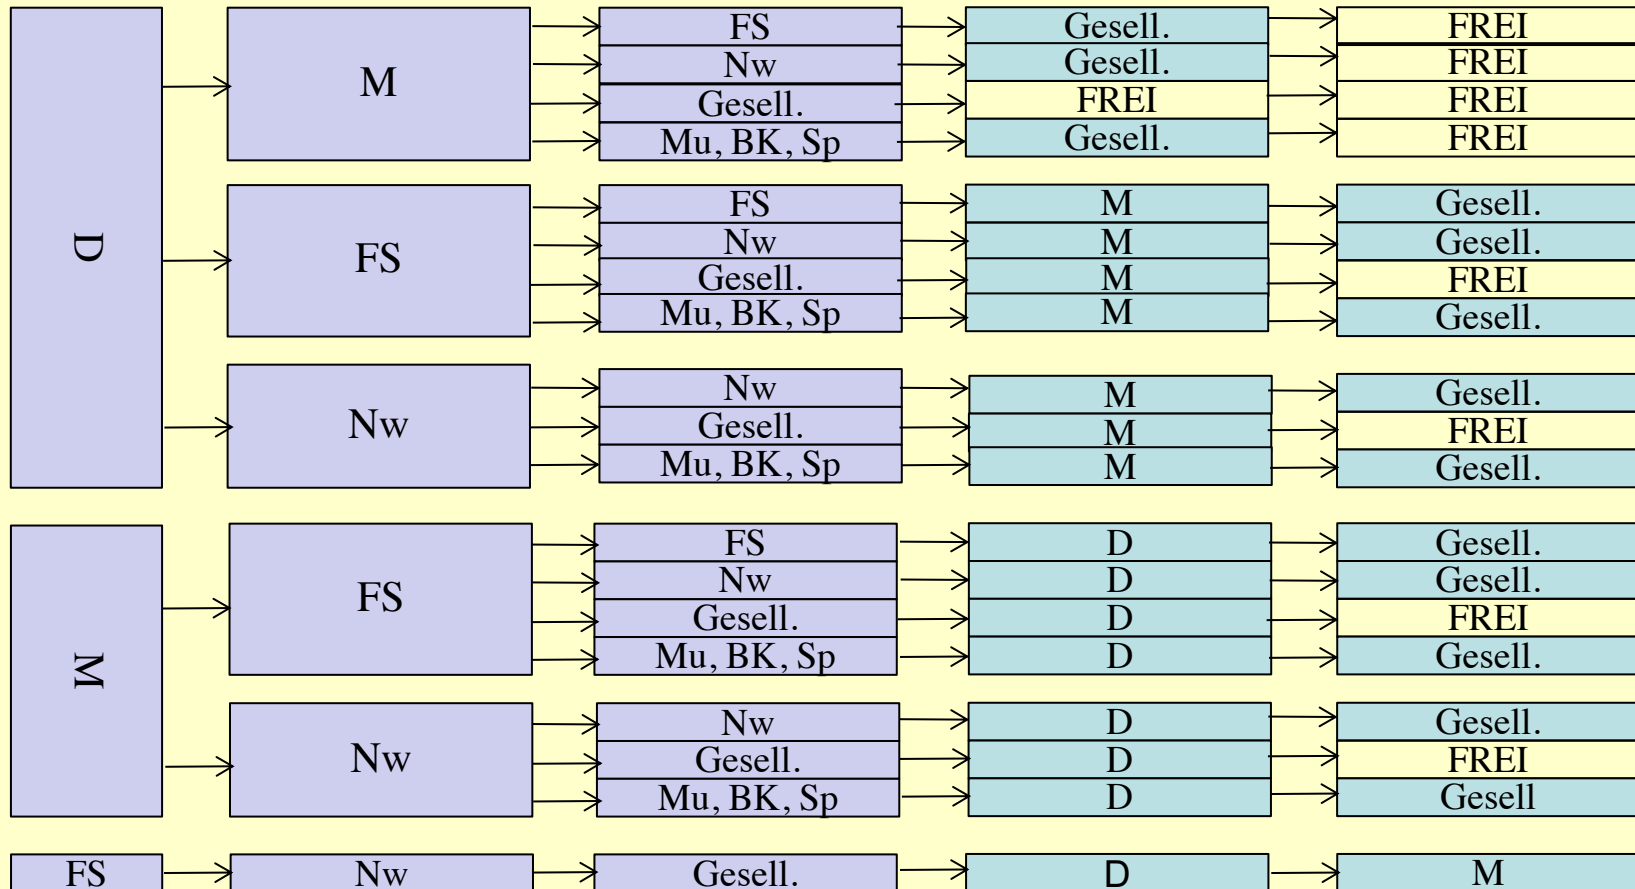 D
M
FS Gesell. FREI
Nw Gesell. FREI
Gesell. FREI FREI
Mu, BK, Sp Gesell. FREI
FS
FS M Gesell.
Nw M Gesell.
Gesell. M FREI
Mu, BK, Sp M Gesell.
Nw
Nw M Gesell.
Gesell. M FREI
Mu, BK, Sp M Gesell.
M
FS
FS D Gesell.
Nw D Gesell.
Gesell. D FREI
Mu, BK, Sp D Gesell.
Nw
Nw D Gesell.
Gesell. D FREI
Mu, BK, Sp D Gesell
FS Nw Gesell. D M